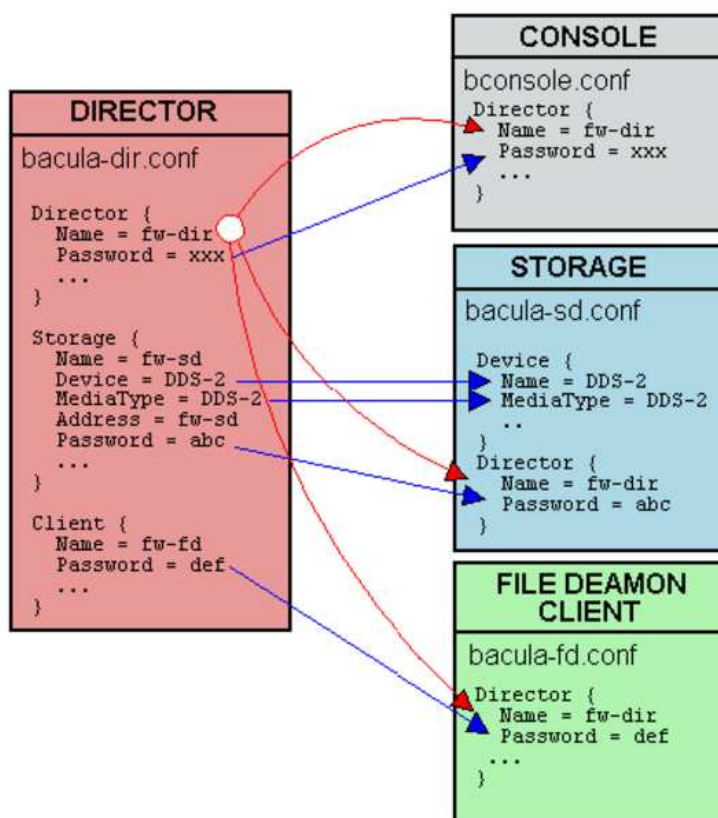 DIRECTOR
bacula-dir.conf
Director {
Name = fw-dir
Password = xxx
...
}
Storage {
Name = fw-sd
Device = DDS-2
MediaType = DDS-2
Address = fw-sd
Password = abc
...
}
Client {
Name = fw-fd
Password = def
...
}
CONSOLE
bconsole.conf
Director {
Name = fw-dir
Password = xxx
...
}
STORAGE
bacula-sd.conf
Device {
Name = DDS-2
MediaType = DDS-2
..
}
Director {
Name = fw-dir
Password = abc
}
FILE DEAMON
CLIENT
bacula-fd.conf
Director {
Name = fw-dir
Password = def
...
}